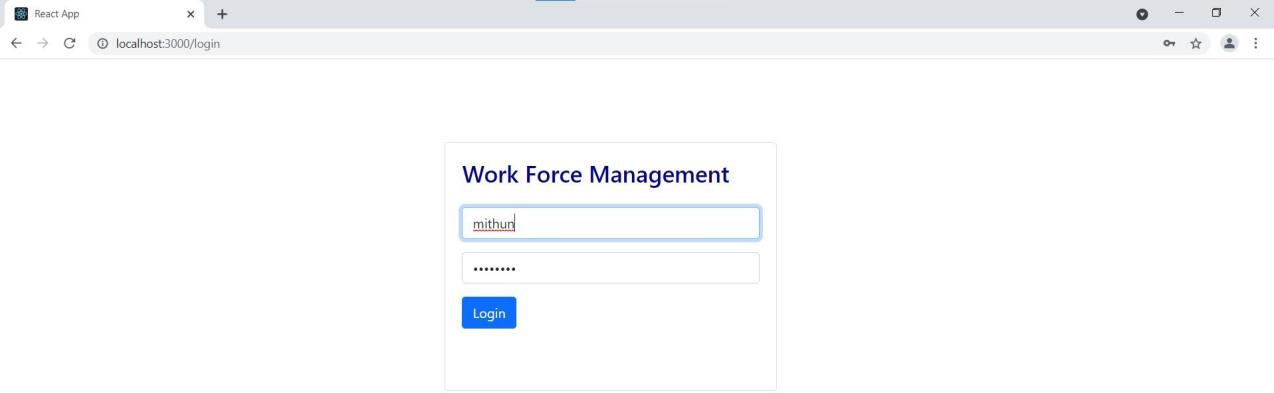 React App
localhost:3000/login
Work Force Management
mithun
••••••••
Login